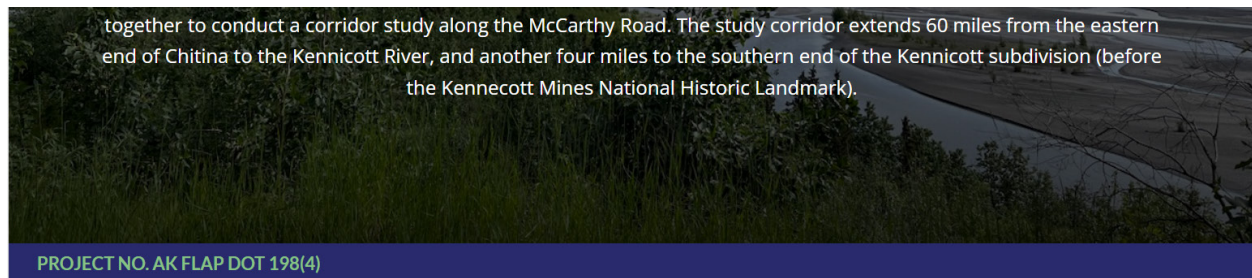 together to conduct a corridor study along the McCarthy Road. The study corridor extends 60 miles from the eastern
end of Chitina to the Kennicott River, and another four miles to the southern end of the Kennicott subdivision (before
the Kennecott Mines National Historic Landmark).
PROJECT NO. AK FLAP DOT 198(4)